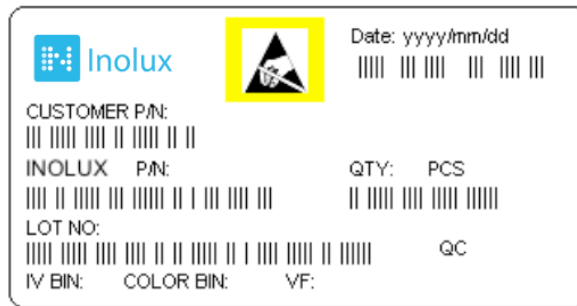 Inolux
Date: yyyy/mm/dd
CUSTOMER P/N:
INOLUX P/N: QTY: PCS
LOT NO:
QC
IV BIN: COLOR BIN: VF: